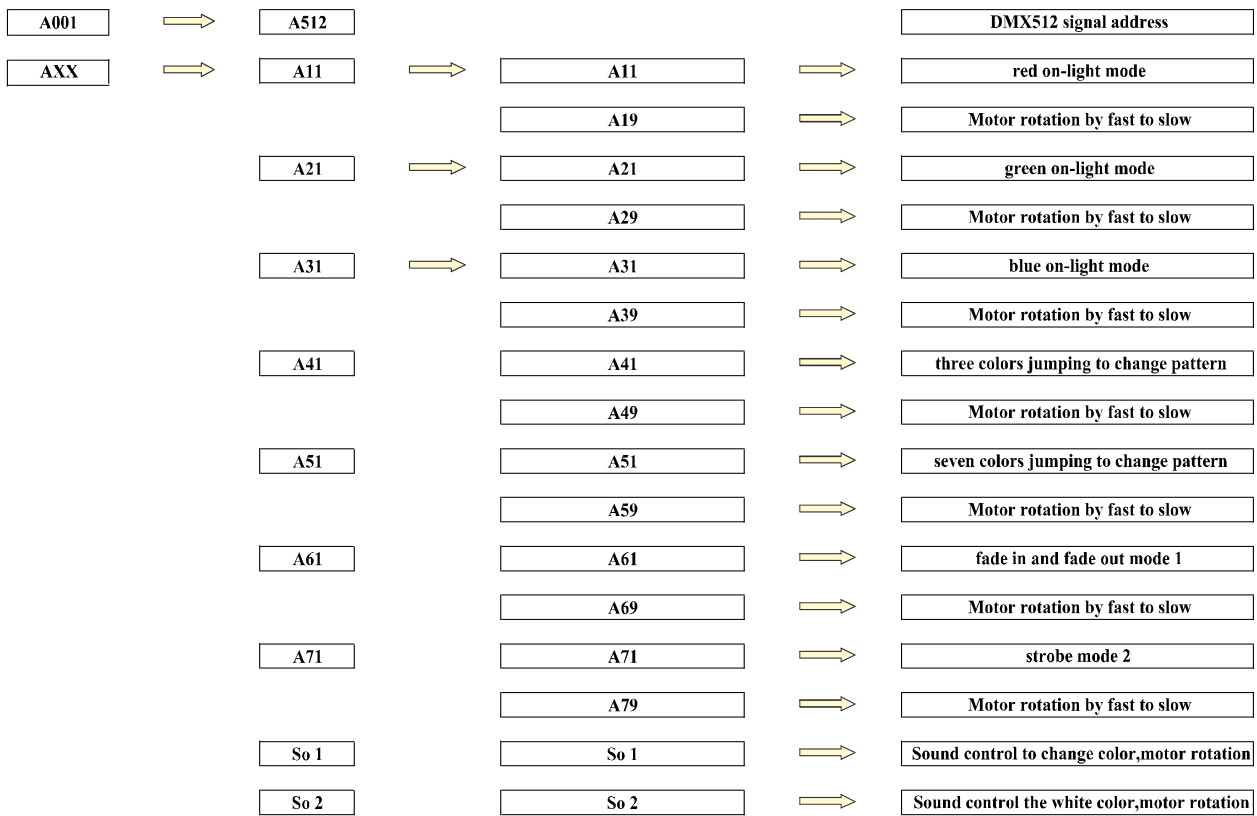 A001 A512 DMX512 signal address
AXX A11 A11 red on-light mode
A19 Motor rotation by fast to slow
A21 A21 green on-light mode
A29 Motor rotation by fast to slow
A31 A31 blue on-light mode
A39 Motor rotation by fast to slow
A41 A41 three colors jumping to change pattern
A49 Motor rotation by fast to slow
A51 A51 seven colors jumping to change pattern
A59 Motor rotation by fast to slow
A61 A61 fade in and fade out mode 1
A69 Motor rotation by fast to slow
A71 A71 strobe mode 2
A79 Motor rotation by fast to slow
So 1 So 1 Sound control to change color,motor rotation
So 2 So 2 Sound control the white color,motor rotation